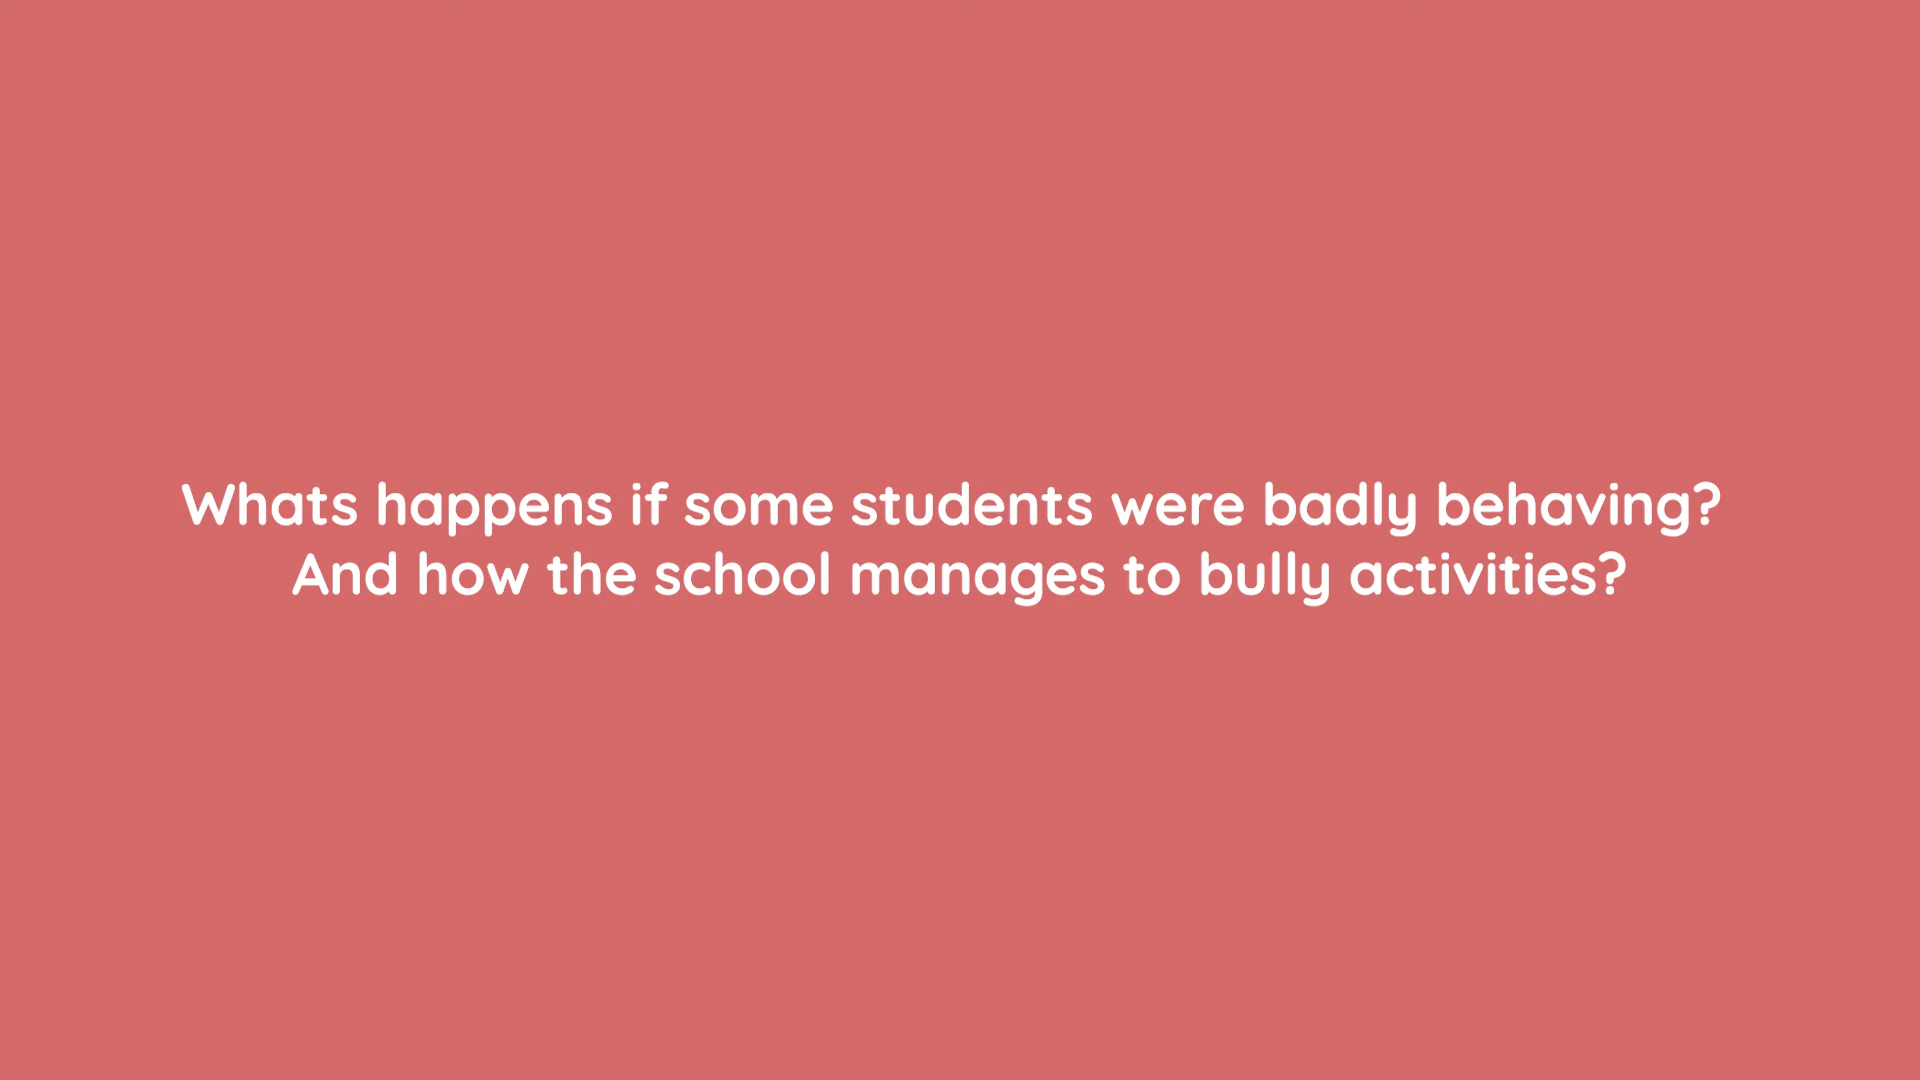 Whats happens if some students were badly behaving?
And how the school manages to bully activities?